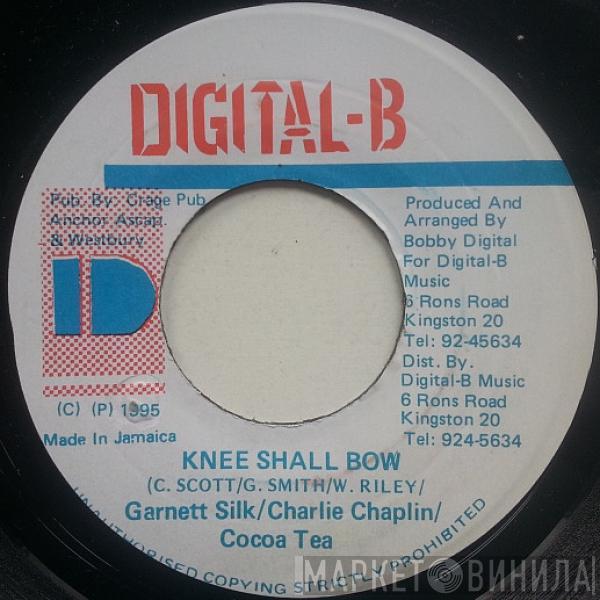 DIGITAL-B
Pub. By: Crage Pub
Anchor Ascap.
& Westbury
D
(C) (P) 1995
Made In Jamaica
Produced And
Arranged By
Bobby Digital
For Digital-B
Music
6 Rons Road
Kingston 20
Tel: 92-45634
Dist. By.
Digital-B Music
6 Rons Road
Kingston 20
Tel: 924-5634
KNEE SHALL BOW
(C. SCOTT/G. SMITH/W. RILEY/
Garnett Silk/Charlie Chaplin/
Cocoa Tea
UNAUTHORISED COPYING STRICTLY PROHIBITED
МАРКЕТ ВИНИЛА